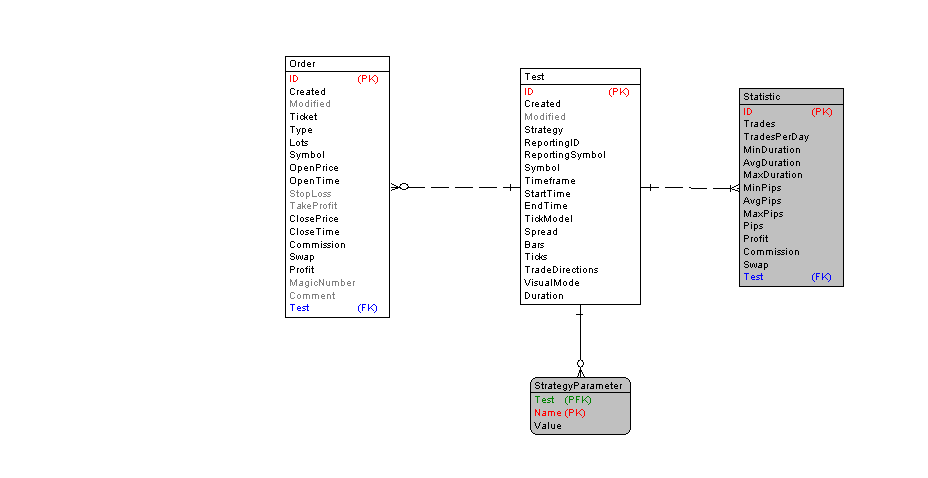 Order
ID (PK)
Created
Modified
Ticket
Type
Lots
Symbol
OpenPrice
OpenTime
StopLoss
TakeProfit
ClosePrice
CloseTime
Commission
Swap
Profit
MagicNumber
Comment
Test (FK)
Test
ID (PK)
Created
Modified
Strategy
ReportingID
ReportingSymbol
Symbol
Timeframe
StartTime
EndTime
TickModel
Spread
Bars
Ticks
TradeDirections
VisualMode
Duration
Statistic
ID (PK)
Trades
TradesPerDay
MinDuration
AvgDuration
MaxDuration
MinPips
AvgPips
MaxPips
Pips
Profit
Commission
Swap
Test (FK)
StrategyParameter
Test (PFK)
Name (PK)
Value